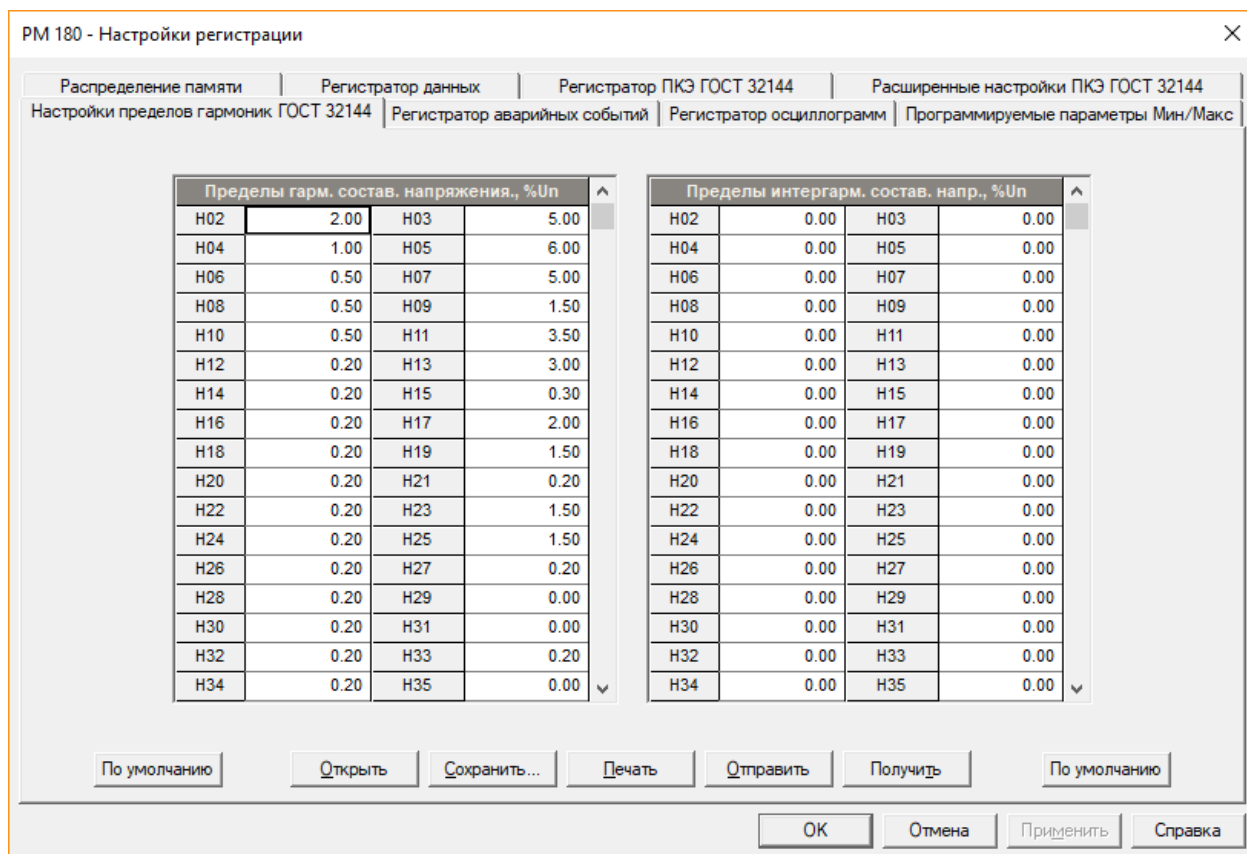 PM 180 - Настройки регистрации
Распределение памяти Регистратор данных Регистратор ПКЭ ГОСТ 32144 Расширенные настройки ПКЭ ГОСТ 32144
Настройки пределов гармоник ГОСТ 32144 Регистратор аварийных событий Регистратор осциллограмм Программируемые параметры Мин/Макс
Пределы гарм. состав. напряжения., %Un Пределы интергарм. состав. напр., %Un
H02 2.00 H03 5.00 H02 0.00 H03 0.00
H04 1.00 H05 6.00 H04 0.00 H05 0.00
H06 0.50 H07 5.00 H06 0.00 H07 0.00
H08 0.50 H09 1.50 H08 0.00 H09 0.00
H10 0.50 H11 3.50 H10 0.00 H11 0.00
H12 0.20 H13 3.00 H12 0.00 H13 0.00
H14 0.20 H15 0.30 H14 0.00 H15 0.00
H16 0.20 H17 2.00 H16 0.00 H17 0.00
H18 0.20 H19 1.50 H18 0.00 H19 0.00
H20 0.20 H21 0.20 H20 0.00 H21 0.00
H22 0.20 H23 1.50 H22 0.00 H23 0.00
H24 0.20 H25 1.50 H24 0.00 H25 0.00
H26 0.20 H27 0.20 H26 0.00 H27 0.00
H28 0.20 H29 0.00 H28 0.00 H29 0.00
H30 0.20 H31 0.00 H30 0.00 H31 0.00
H32 0.20 H33 0.20 H32 0.00 H33 0.00
H34 0.20 H35 0.00 H34 0.00 H35 0.00
По умолчанию Открыть Сохранить... Печать Отправить Получить По умолчанию
OK Отмена Применить Справка